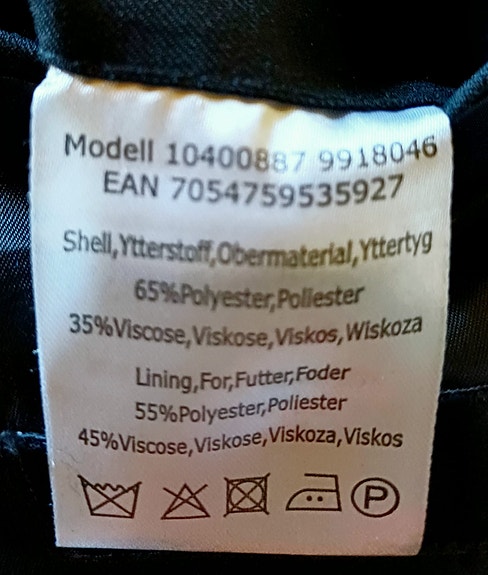 Modell 10400887 9918046
EAN 7054759535927
Shell,Ytterstoff,Obermaterial,Yttertyg
65%Polyester,Poliester
35%Viscose,Viskose,Viskos,Wiskoza
Lining,For,Futter,Foder
55%Polyester,Poliester
45%Viscose,Viskose,Viskoza,Viskos
P